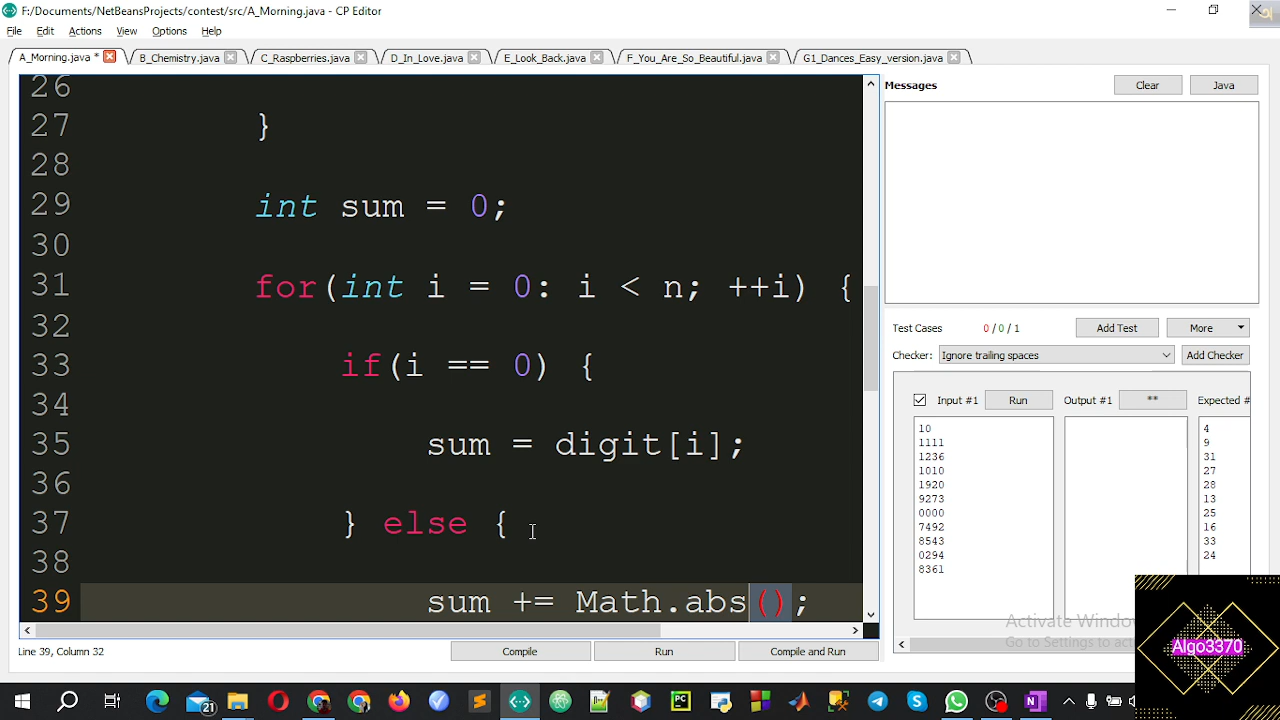 F:/Documents/NetBeansProjects/contest/src/A_Morning.java - CP Editor
File Edit Actions View Options Help
A_Morning.java * B_Chemistry.java C_Raspberries.java D_In_Love.java E_Look_Back.java F_You_Are_So_Beautiful.java G1_Dances_Easy_version.java
26
27 }
28
29 int sum = 0;
30
31 for(int i = 0: i < n; ++i) {
32
33 if(i == 0) {
34
35 sum = digit[i];
36
37 } else {
38
39 sum += Math.abs();
Line 39, Column 32
Compile Run Compile and Run
Messages Clear Java
Test Cases 0/0/1 Add Test More
Checker: Ignore trailing spaces Add Checker
Input #1 Run Output #1 ** Expected #
10
1111
1236
1010
1920
9273
0000
7492
8543
0294
8361
4
9
31
27
28
13
25
16
33
24
Activate Windo
Go to Settings to act
Algo3370
21